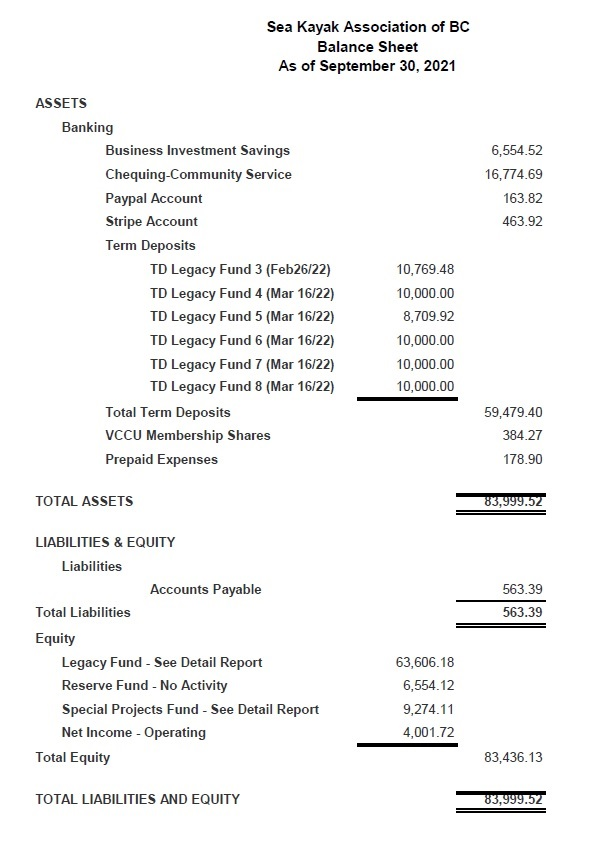 Sea Kayak Association of BC
Balance Sheet
As of September 30, 2021
ASSETS
Banking
Business Investment Savings 6,554.52
Chequing-Community Service 16,774.69
Paypal Account 163.82
Stripe Account 463.92
Term Deposits
TD Legacy Fund 3 (Feb26/22) 10,769.48
TD Legacy Fund 4 (Mar 16/22) 10,000.00
TD Legacy Fund 5 (Mar 16/22) 8,709.92
TD Legacy Fund 6 (Mar 16/22) 10,000.00
TD Legacy Fund 7 (Mar 16/22) 10,000.00
TD Legacy Fund 8 (Mar 16/22) 10,000.00
Total Term Deposits 59,479.40
VCCU Membership Shares 384.27
Prepaid Expenses 178.90
TOTAL ASSETS 83,999.52
LIABILITIES & EQUITY
Liabilities
Accounts Payable 563.39
Total Liabilities 563.39
Equity
Legacy Fund - See Detail Report 63,606.18
Reserve Fund - No Activity 6,554.12
Special Projects Fund - See Detail Report 9,274.11
Net Income - Operating 4,001.72
Total Equity 83,436.13
TOTAL LIABILITIES AND EQUITY 83,999.52